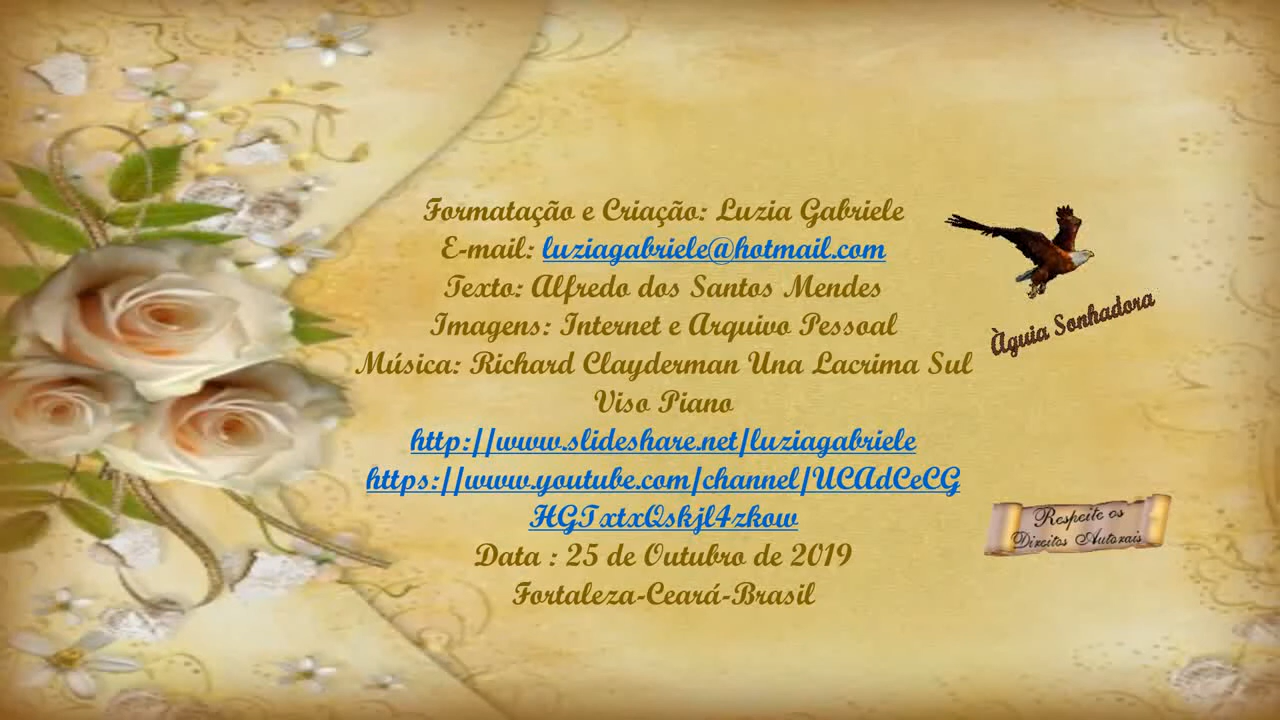 Formatação e Criação: Luzia Gabriele
E-mail: luziagabriele@hotmail.com
Texto: Alfredo dos Santos Mendes
Imagens: Internet e Arquivo Pessoal
Música: Richard Clayderman Una Lacrima Sul
Viso Piano
http://www.slideshare.net/luziagabriele
https://www.youtube.com/channel/UCAdCeCG
HGTxtxQskjl4zkow
Data : 25 de Outubro de 2019
Fortaleza-Ceará-Brasil
Àguia Sonhadora
Respeite os
Direitos Autorais